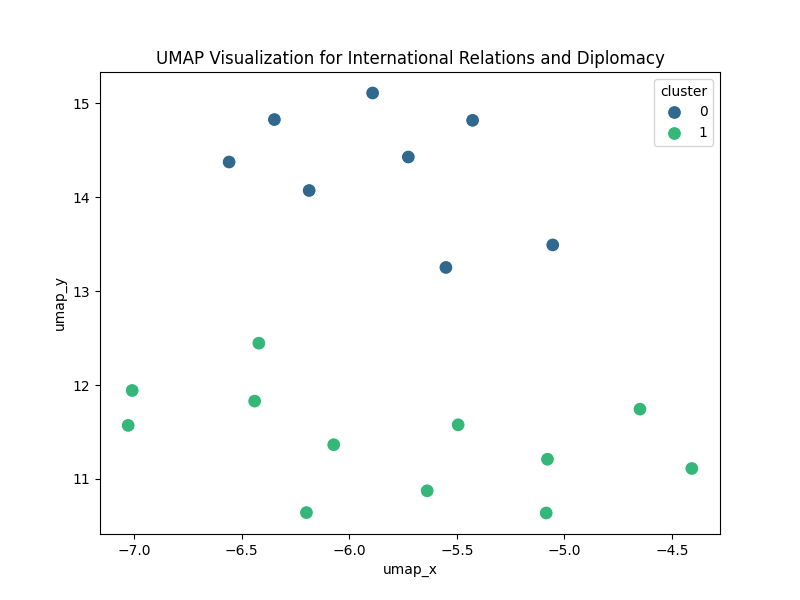 UMAP Visualization for International Relations and Diplomacy
cluster
0
1
umap_y
15
14
13
12
11
−7.0 −6.5 −6.0 −5.5 −5.0 −4.5
umap_x